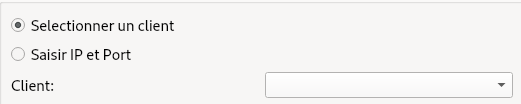 Selectionner un client
Saisir IP et Port
Client: